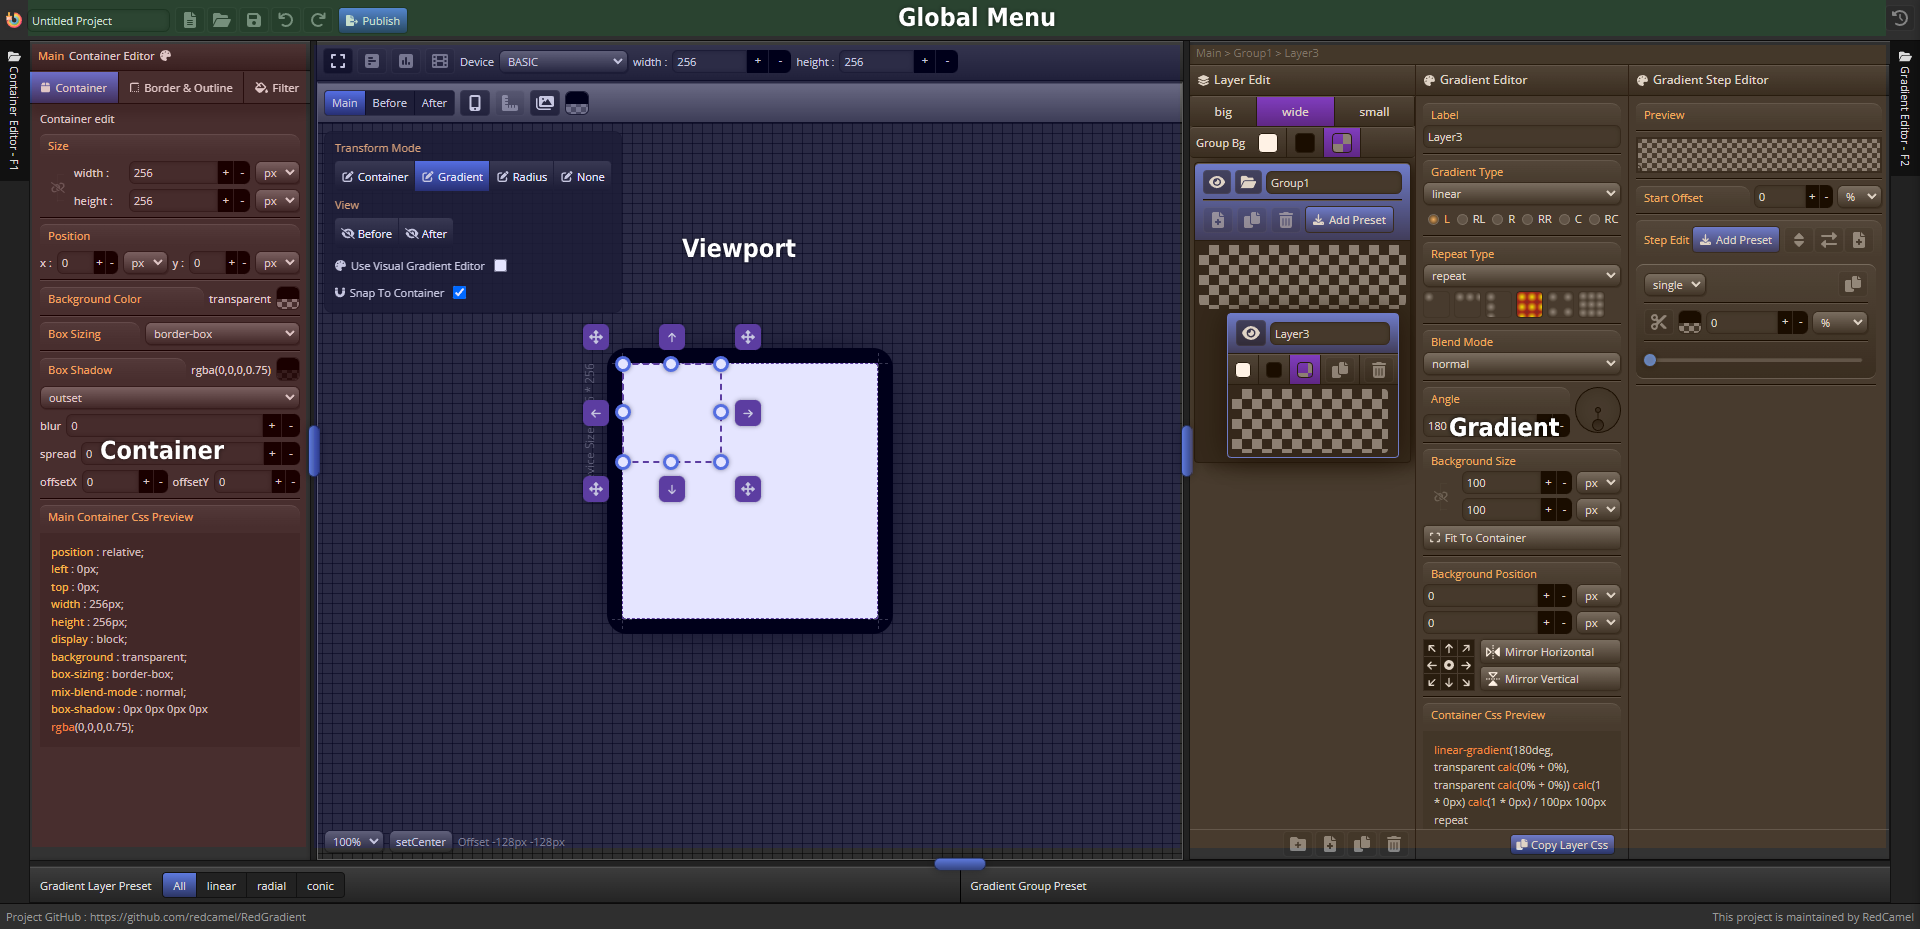 Untitled Project
Publish
Global Menu
Container Editor - F1
Main Container Editor
Container
Border & Outline
Filter
Container edit
Size
width : 256 + - px
height : 256 + - px
Position
x : 0 + - px y : 0 + - px
Background Color transparent
Box Sizing border-box
Box Shadow rgba(0,0,0,0.75)
outset
blur 0 + -
spread 0 + -
Container
offsetX 0 + - offsetY 0 + -
Main Container Css Preview
position : relative;
left : 0px;
top : 0px;
width : 256px;
height : 256px;
display : block;
background : transparent;
box-sizing : border-box;
mix-blend-mode : normal;
box-shadow : 0px 0px 0px 0px
rgba(0,0,0,0.75);
Device BASIC width : 256 + - height : 256 + -
Main Before After
Transform Mode
Container Gradient Radius None
View
Before After
Use Visual Gradient Editor
Snap To Container
Viewport
100% setCenter Offset -128px -128px
Main > Group1 > Layer3
Layer Edit
big wide small
Group Bg
Group1
Add Preset
Layer3
Gradient Editor
Label
Layer3
Gradient Type
linear
L RL R RR C RC
Repeat Type
repeat
Blend Mode
normal
Angle
180 -
Gradient
Background Size
100 + - px
100 + - px
Fit To Container
Background Position
0 + - px
0 + - px
Mirror Horizontal
Mirror Vertical
Container Css Preview
linear-gradient(180deg,
transparent calc(0% + 0%),
transparent calc(0% + 0%)) calc(1
* 0px) calc(1 * 0px) / 100px 100px
repeat
Copy Layer Css
Gradient Step Editor
Preview
Start Offset 0 + - %
Step Edit Add Preset
single
0 + - %
Gradient Editor - F2
Gradient Layer Preset All linear radial conic
Gradient Group Preset
Project GitHub : https://github.com/redcamel/RedGradient
This project is maintained by RedCamel